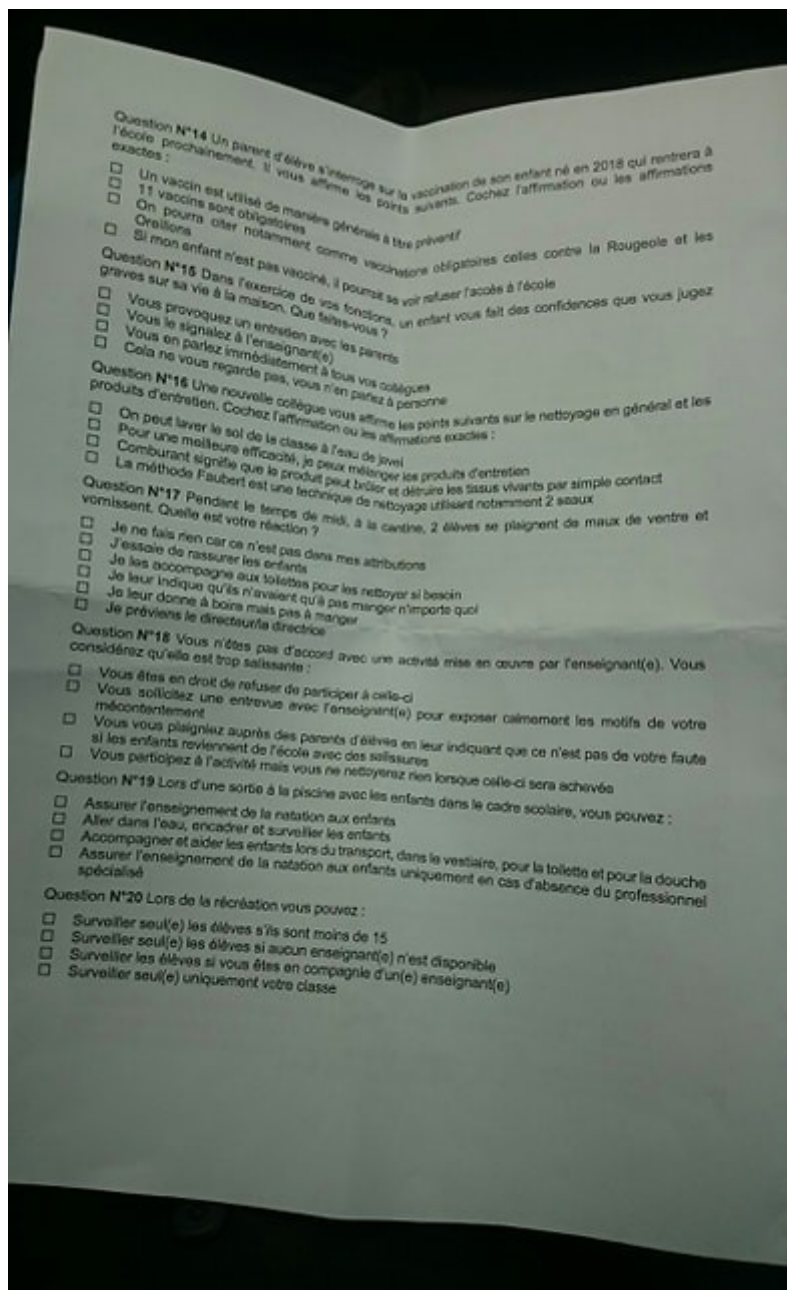 Question N°14 Un parent d'élève s'interroge sur la vaccination de son enfant né en 2018 qui rentrera à
l'école prochainement. Il vous affirme les points suivants. Cochez l'affirmation ou les affirmations
exactes :
☐ Un vaccin est utilisé de manière générale à titre préventif
☐ 11 vaccins sont obligatoires
☐ On pourra citer notamment comme vaccinations obligatoires celles contre la Rougeole et les
Oreillons
☐ Si mon enfant n'est pas vacciné, il pourrait se voir refuser l'accès à l'école
Question N°15 Dans l'exercice de vos fonctions, un enfant vous fait des confidences que vous jugez
graves sur sa vie à la maison. Que faites-vous ?
☐ Vous provoquez un entretien avec les parents
☐ Vous le signalez à l'enseignant(e)
☐ Vous en parlez immédiatement à tous vos collègues
☐ Cela ne vous regarde pas, vous n'en parlez à personne
Question N°16 Une nouvelle collègue vous affirme les points suivants sur le nettoyage en général et les
produits d'entretien. Cochez l'affirmation ou les affirmations exactes :
☐ On peut laver le sol de la classe à l'eau de javel
☐ Pour une meilleure efficacité, je peux mélanger les produits d'entretien
☐ Comburant signifie que le produit peut brûler et détruire les tissus vivants par simple contact
☐ La méthode Faubert est une technique de nettoyage utilisant notamment 2 seaux
Question N°17 Pendant le temps de midi, à la cantine, 2 élèves se plaignent de maux de ventre et
vomissent. Quelle est votre réaction ?
☐ Je ne fais rien car ce n'est pas dans mes attributions
☐ J'essaie de rassurer les enfants
☐ Je les accompagne aux toilettes pour les nettoyer si besoin
☐ Je leur indique qu'ils n'avaient qu'à pas manger n'importe quoi
☐ Je leur donne à boire mais pas à manger
☐ Je préviens le directeur/la directrice
Question N°18 Vous n'êtes pas d'accord avec une activité mise en œuvre par l'enseignant(e). Vous
considérez qu'elle est trop salissante :
☐ Vous êtes en droit de refuser de participer à celle-ci
☐ Vous sollicitez une entrevue avec l'enseignant(e) pour exposer calmement les motifs de votre
mécontentement
☐ Vous vous plaigniez auprès des parents d'élèves en leur indiquant que ce n'est pas de votre faute
si les enfants reviennent de l'école avec des salissures
☐ Vous participez à l'activité mais vous ne nettoyerez rien lorsque celle-ci sera achevée
Question N°19 Lors d'une sortie à la piscine avec les enfants dans le cadre scolaire, vous pouvez :
☐ Assurer l'enseignement de la natation aux enfants
☐ Aller dans l'eau, encadrer et surveiller les enfants
☐ Accompagner et aider les enfants lors du transport, dans le vestiaire, pour la toilette et pour la douche
☐ Assurer l'enseignement de la natation aux enfants uniquement en cas d'absence du professionnel
spécialisé
Question N°20 Lors de la récréation vous pouvez :
☐ Surveiller seul(e) les élèves s'ils sont moins de 15
☐ Surveiller seul(e) les élèves si aucun enseignant(e) n'est disponible
☐ Surveiller les élèves si vous êtes en compagnie d'un(e) enseignant(e)
☐ Surveiller seul(e) uniquement votre classe